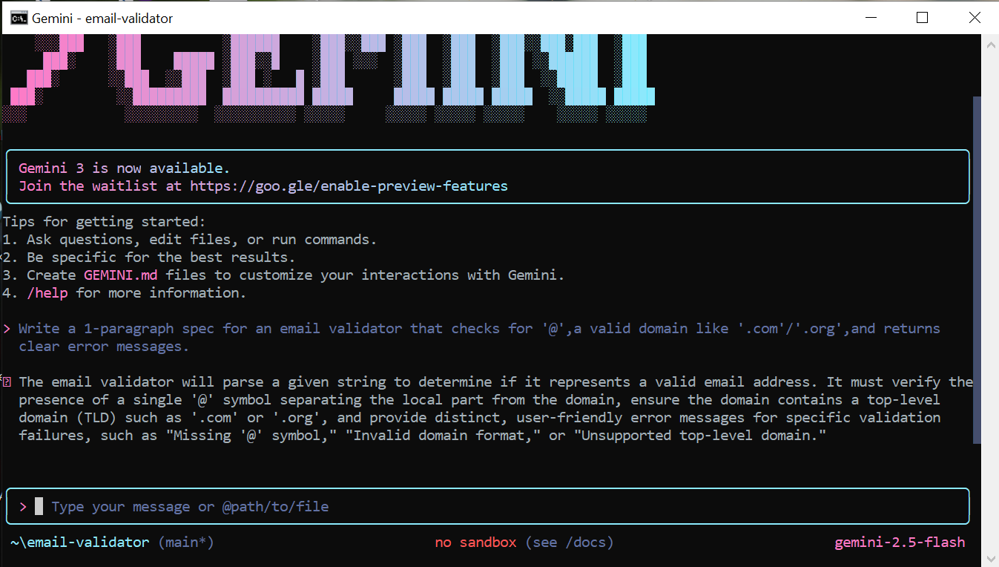 Gemini - email-validator
Gemini 3 is now available.
Join the waitlist at https://goo.gle/enable-preview-features
Tips for getting started:
1. Ask questions, edit files, or run commands.
2. Be specific for the best results.
3. Create GEMINI.md files to customize your interactions with Gemini.
4. /help for more information.
> Write a 1-paragraph spec for an email validator that checks for '@',a valid domain like '.com'/'.org',and returns
clear error messages.
The email validator will parse a given string to determine if it represents a valid email address. It must verify the
presence of a single '@' symbol separating the local part from the domain, ensure the domain contains a top-level
domain (TLD) such as '.com' or '.org', and provide distinct, user-friendly error messages for specific validation
failures, such as "Missing '@' symbol," "Invalid domain format," or "Unsupported top-level domain."
> Type your message or @path/to/file
~\email-validator (main*) no sandbox (see /docs) gemini-2.5-flash